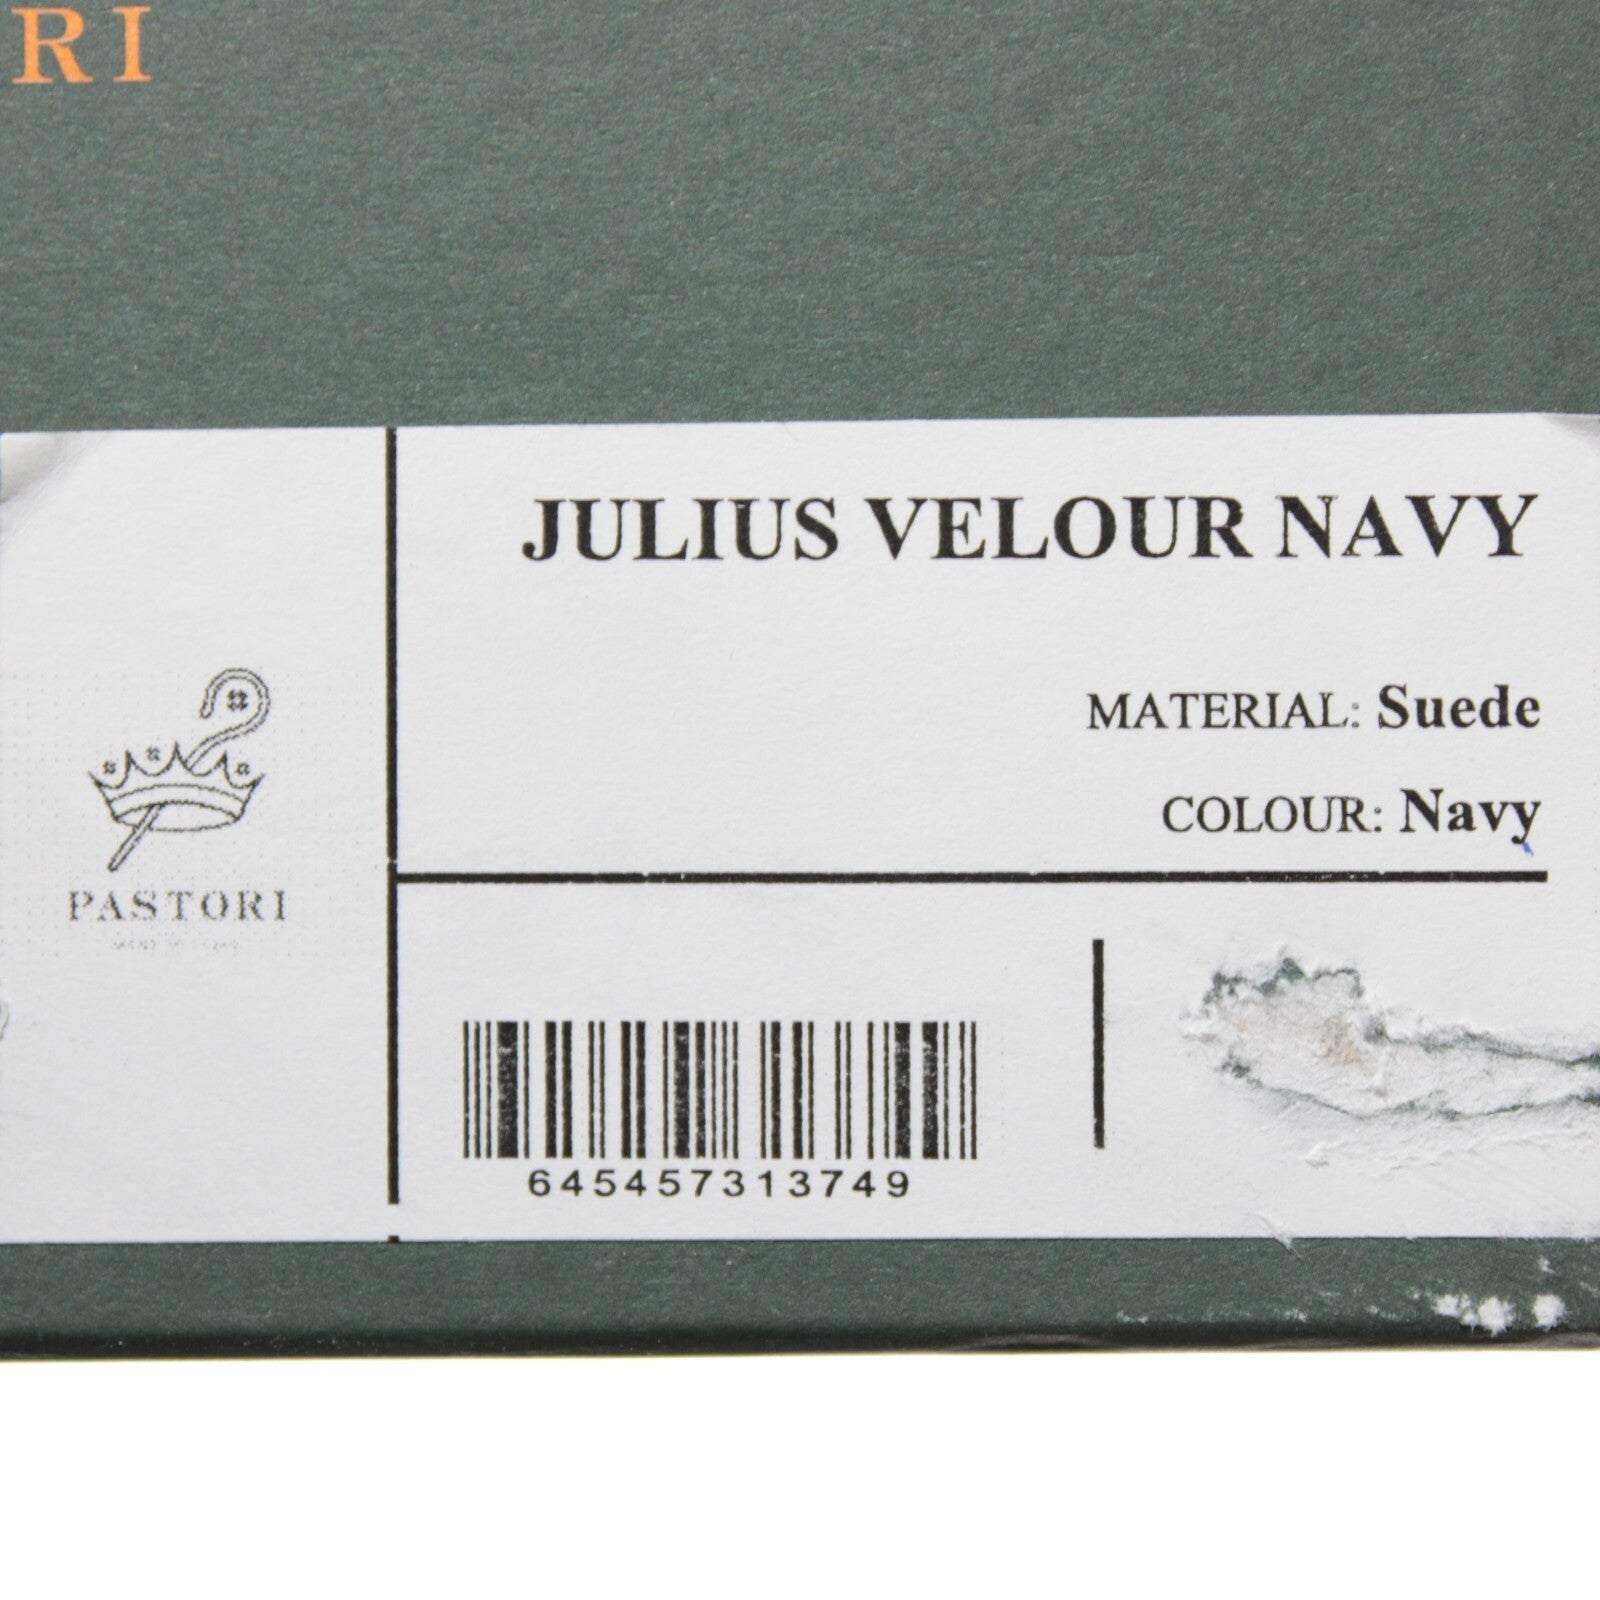 RI
JULIUS VELOUR NAVY
MATERIAL: Suede
COLOUR: Navy
PASTORI
645457313749